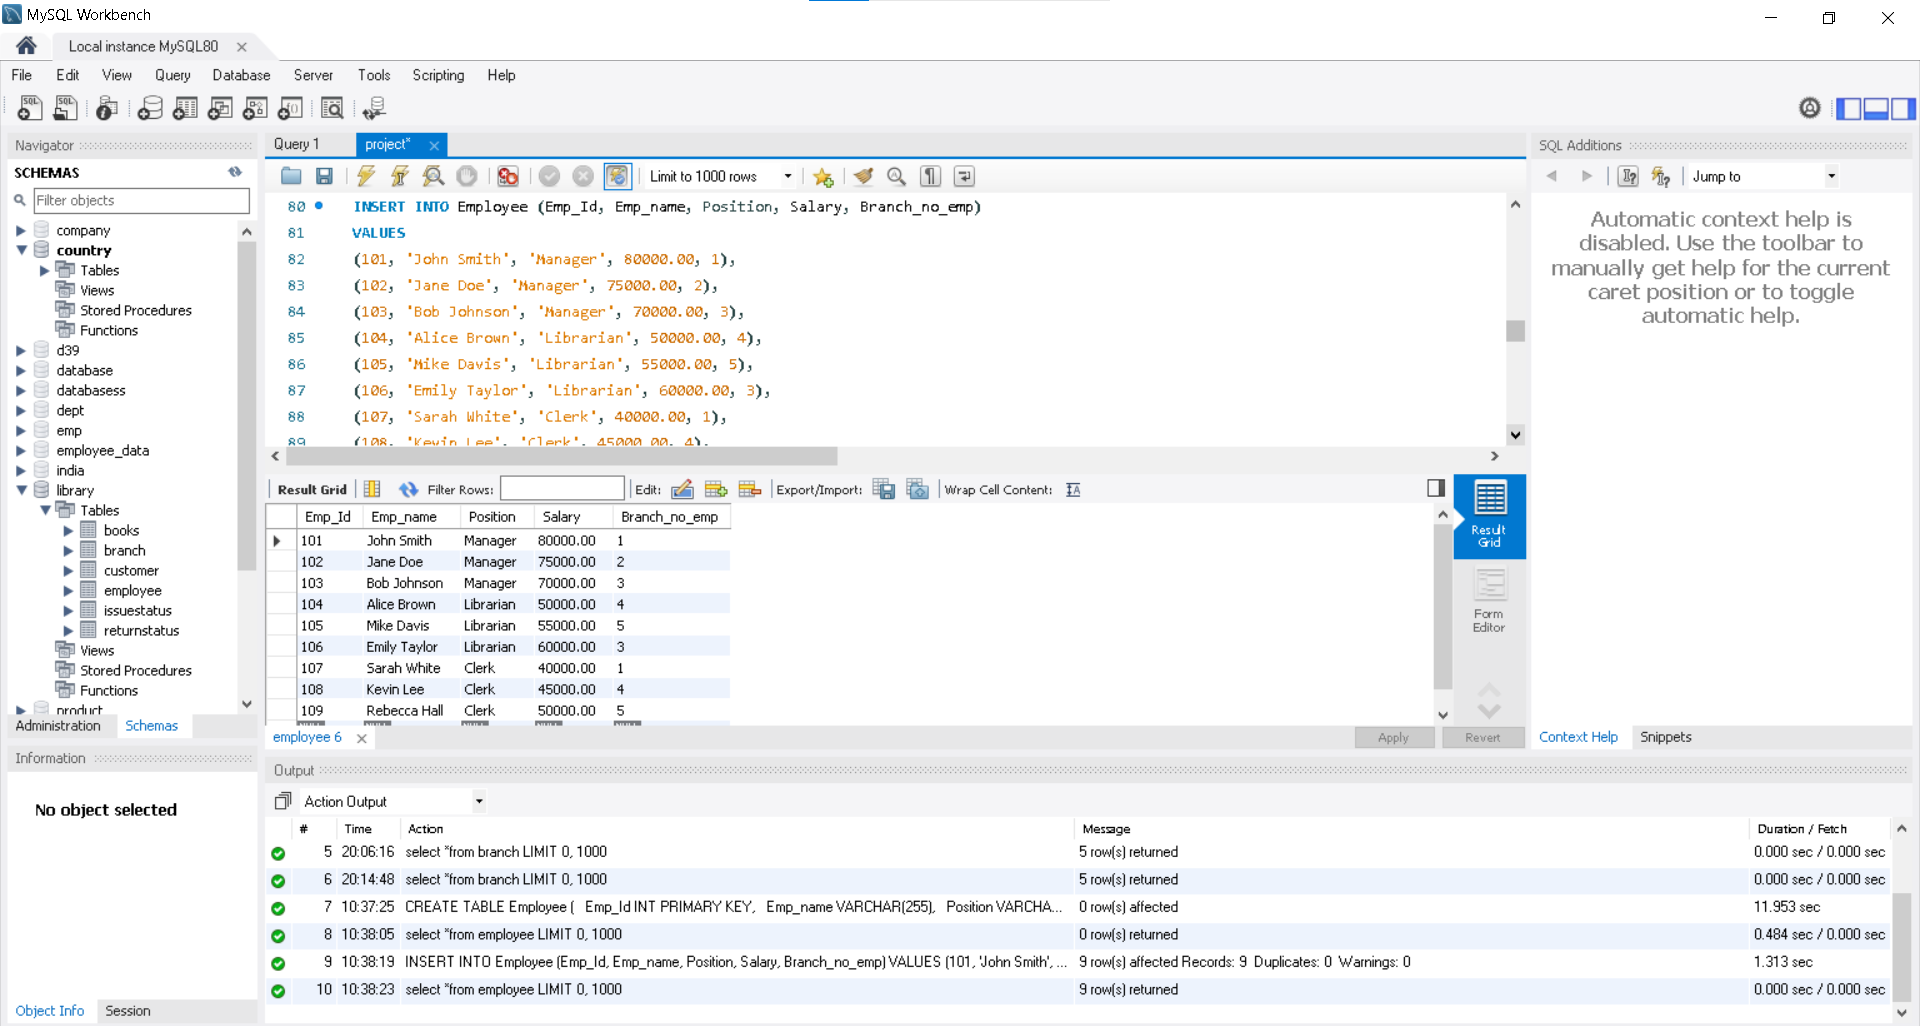 MySQL Workbench
Local instance MySQL80
File Edit View Query Database Server Tools Scripting Help
Navigator
SCHEMAS
Filter objects
company
country
Tables
Views
Stored Procedures
Functions
d39
database
databasess
dept
emp
employee_data
india
library
Tables
books
branch
customer
employee
issuestatus
returnstatus
Views
Stored Procedures
Functions
product
Administration Schemas
Information
No object selected
Object Info Session
Query 1 project*
Limit to 1000 rows
80 INSERT INTO Employee (Emp_Id, Emp_name, Position, Salary, Branch_no_emp)
81 VALUES
82 (101, 'John Smith', 'Manager', 80000.00, 1),
83 (102, 'Jane Doe', 'Manager', 75000.00, 2),
84 (103, 'Bob Johnson', 'Manager', 70000.00, 3),
85 (104, 'Alice Brown', 'Librarian', 50000.00, 4),
86 (105, 'Mike Davis', 'Librarian', 55000.00, 5),
87 (106, 'Emily Taylor', 'Librarian', 60000.00, 3),
88 (107, 'Sarah White', 'Clerk', 40000.00, 1),
89 (108, 'Kevin Lee', 'Clerk', 45000.00, 4),
Result Grid Filter Rows: Edit: Export/Import: Wrap Cell Content:
Emp_Id Emp_name Position Salary Branch_no_emp
101 John Smith Manager 80000.00 1
102 Jane Doe Manager 75000.00 2
103 Bob Johnson Manager 70000.00 3
104 Alice Brown Librarian 50000.00 4
105 Mike Davis Librarian 55000.00 5
106 Emily Taylor Librarian 60000.00 3
107 Sarah White Clerk 40000.00 1
108 Kevin Lee Clerk 45000.00 4
109 Rebecca Hall Clerk 50000.00 5
Result
Grid
Form
Editor
employee 6
Apply Revert
SQL Additions
Jump to
Automatic context help is
disabled. Use the toolbar to
manually get help for the current
caret position or to toggle
automatic help.
Context Help Snippets
Output
Action Output
# Time Action Message Duration / Fetch
5 20:06:16 select *from branch LIMIT 0, 1000 5 row(s) returned 0.000 sec / 0.000 sec
6 20:14:48 select *from branch LIMIT 0, 1000 5 row(s) returned 0.000 sec / 0.000 sec
7 10:37:25 CREATE TABLE Employee ( Emp_Id INT PRIMARY KEY, Emp_name VARCHAR(255), Position VARCHA... 0 row(s) affected 11.953 sec
8 10:38:05 select *from employee LIMIT 0, 1000 0 row(s) returned 0.484 sec / 0.000 sec
9 10:38:19 INSERT INTO Employee (Emp_Id, Emp_name, Position, Salary, Branch_no_emp) VALUES (101, 'John Smith', ... 9 row(s) affected Records: 9 Duplicates: 0 Warnings: 0 1.313 sec
10 10:38:23 select *from employee LIMIT 0, 1000 9 row(s) returned 0.000 sec / 0.000 sec